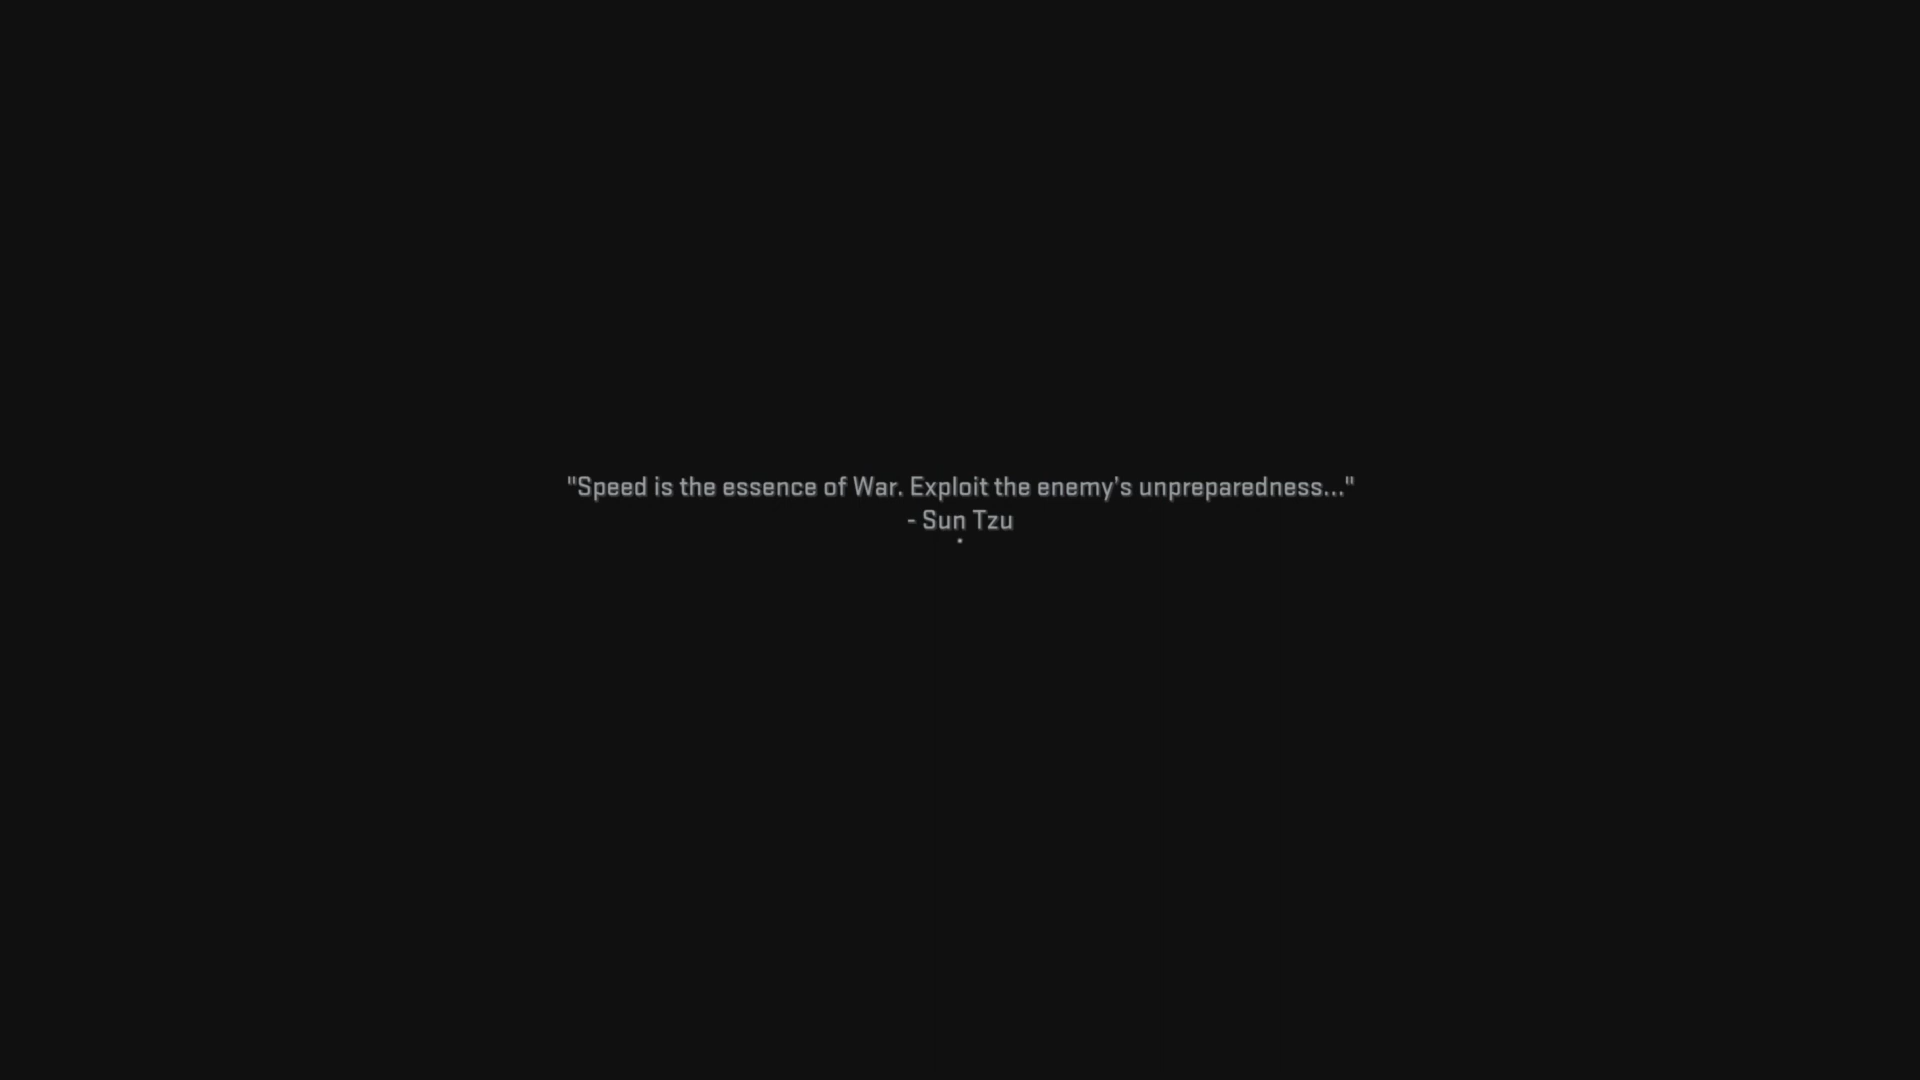 "Speed is the essence of War. Exploit the enemy's unpreparedness..."
- Sun Tzu